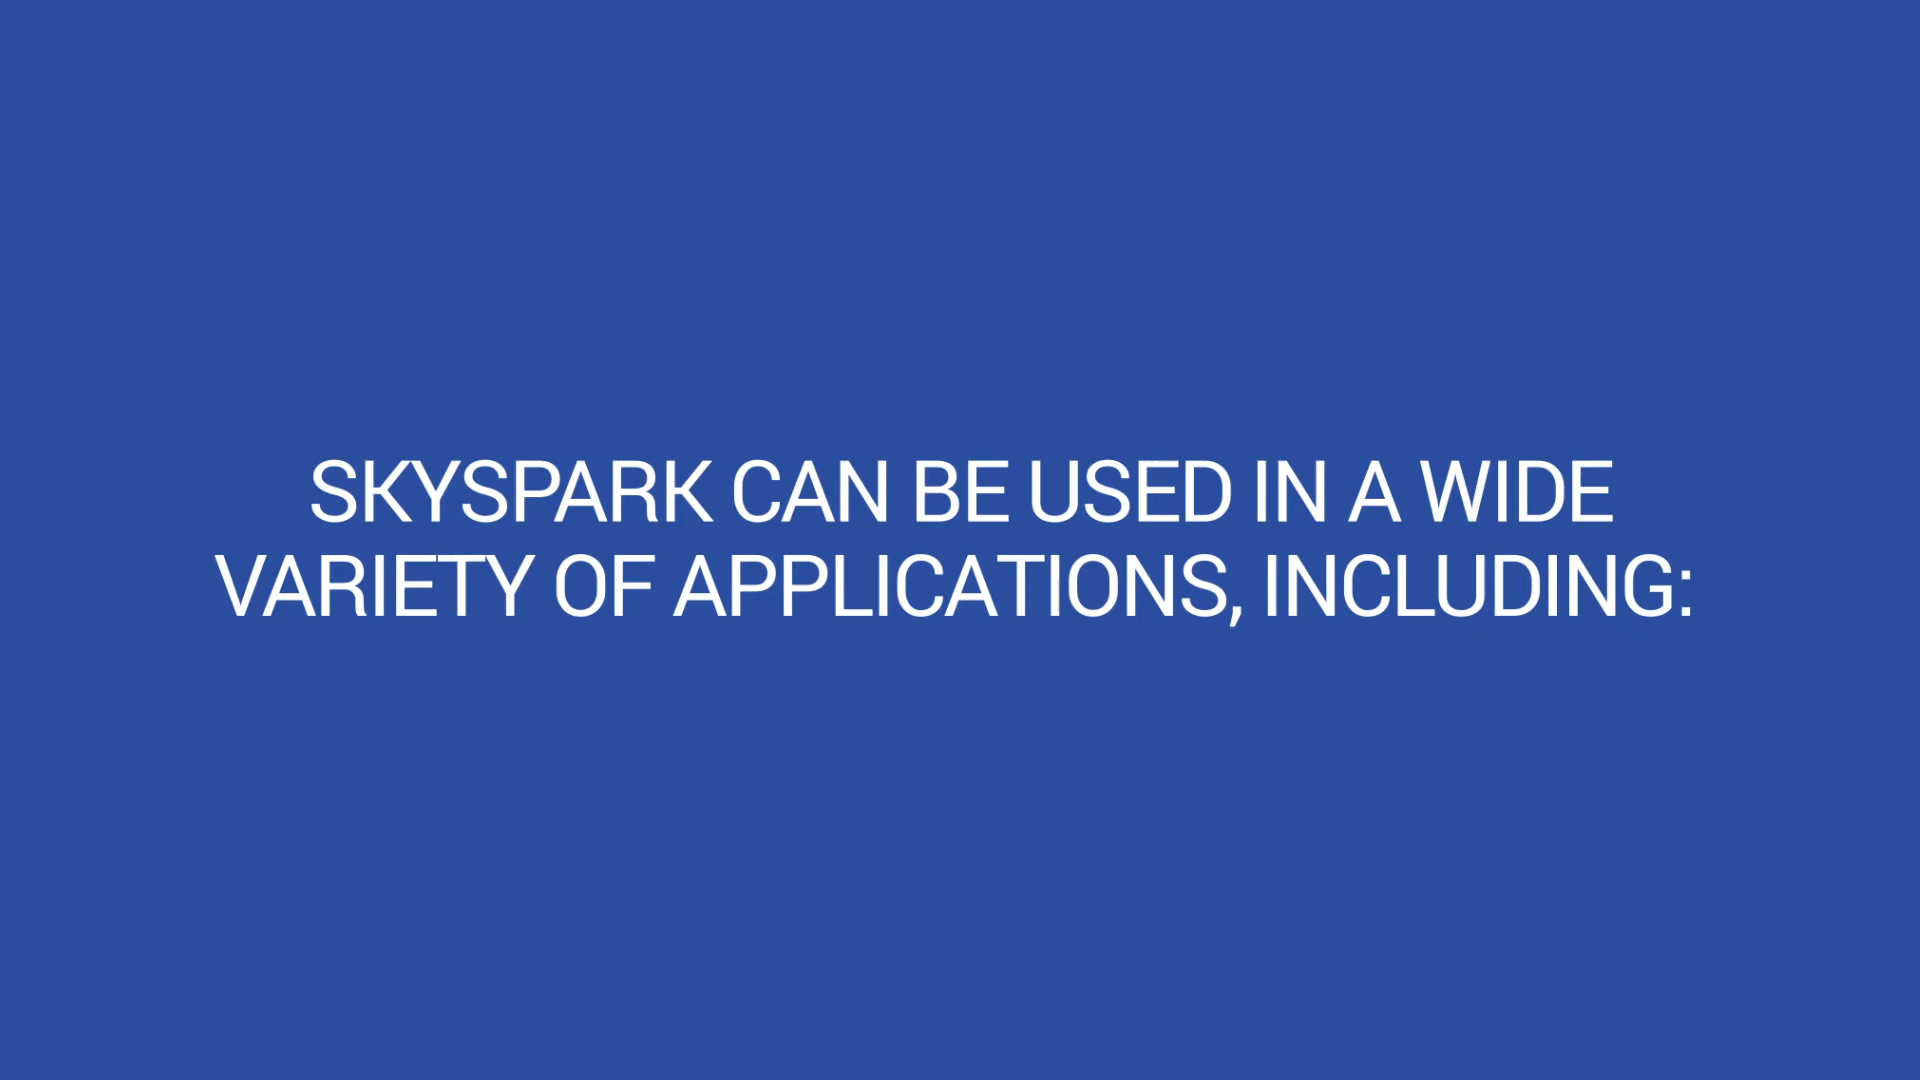 SKYSPARK CAN BE USED IN A WIDE
VARIETY OF APPLICATIONS, INCLUDING: